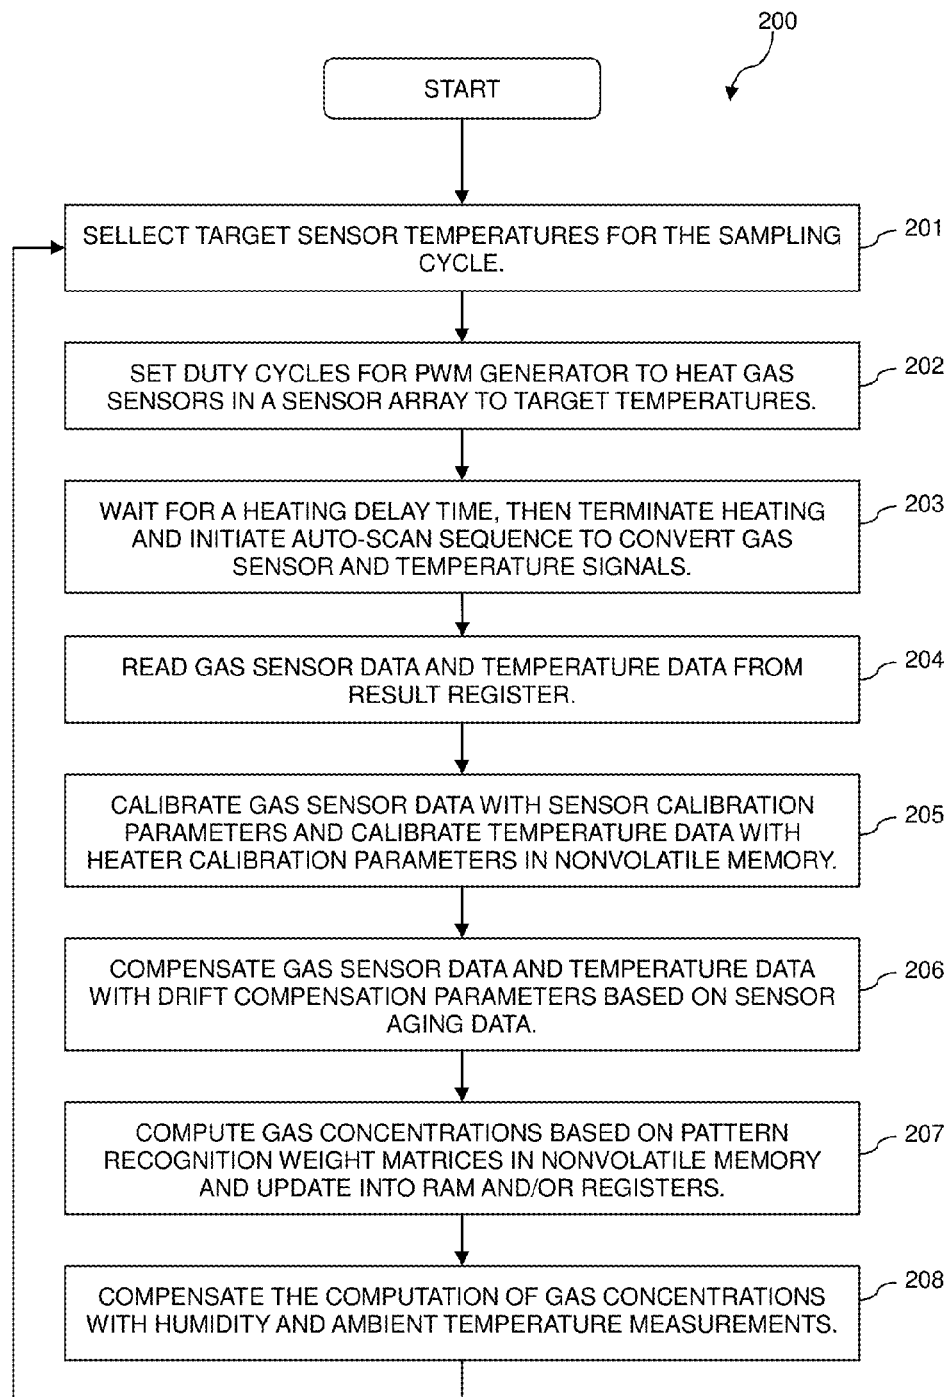 200
START
SELLECT TARGET SENSOR TEMPERATURES FOR THE SAMPLING
CYCLE.
201
SET DUTY CYCLES FOR PWM GENERATOR TO HEAT GAS
SENSORS IN A SENSOR ARRAY TO TARGET TEMPERATURES.
202
WAIT FOR A HEATING DELAY TIME, THEN TERMINATE HEATING
AND INITIATE AUTO-SCAN SEQUENCE TO CONVERT GAS
SENSOR AND TEMPERATURE SIGNALS.
203
READ GAS SENSOR DATA AND TEMPERATURE DATA FROM
RESULT REGISTER.
204
CALIBRATE GAS SENSOR DATA WITH SENSOR CALIBRATION
PARAMETERS AND CALIBRATE TEMPERATURE DATA WITH
HEATER CALIBRATION PARAMETERS IN NONVOLATILE MEMORY.
205
COMPENSATE GAS SENSOR DATA AND TEMPERATURE DATA
WITH DRIFT COMPENSATION PARAMETERS BASED ON SENSOR
AGING DATA.
206
COMPUTE GAS CONCENTRATIONS BASED ON PATTERN
RECOGNITION WEIGHT MATRICES IN NONVOLATILE MEMORY
AND UPDATE INTO RAM AND/OR REGISTERS.
207
COMPENSATE THE COMPUTATION OF GAS CONCENTRATIONS
WITH HUMIDITY AND AMBIENT TEMPERATURE MEASUREMENTS.
208